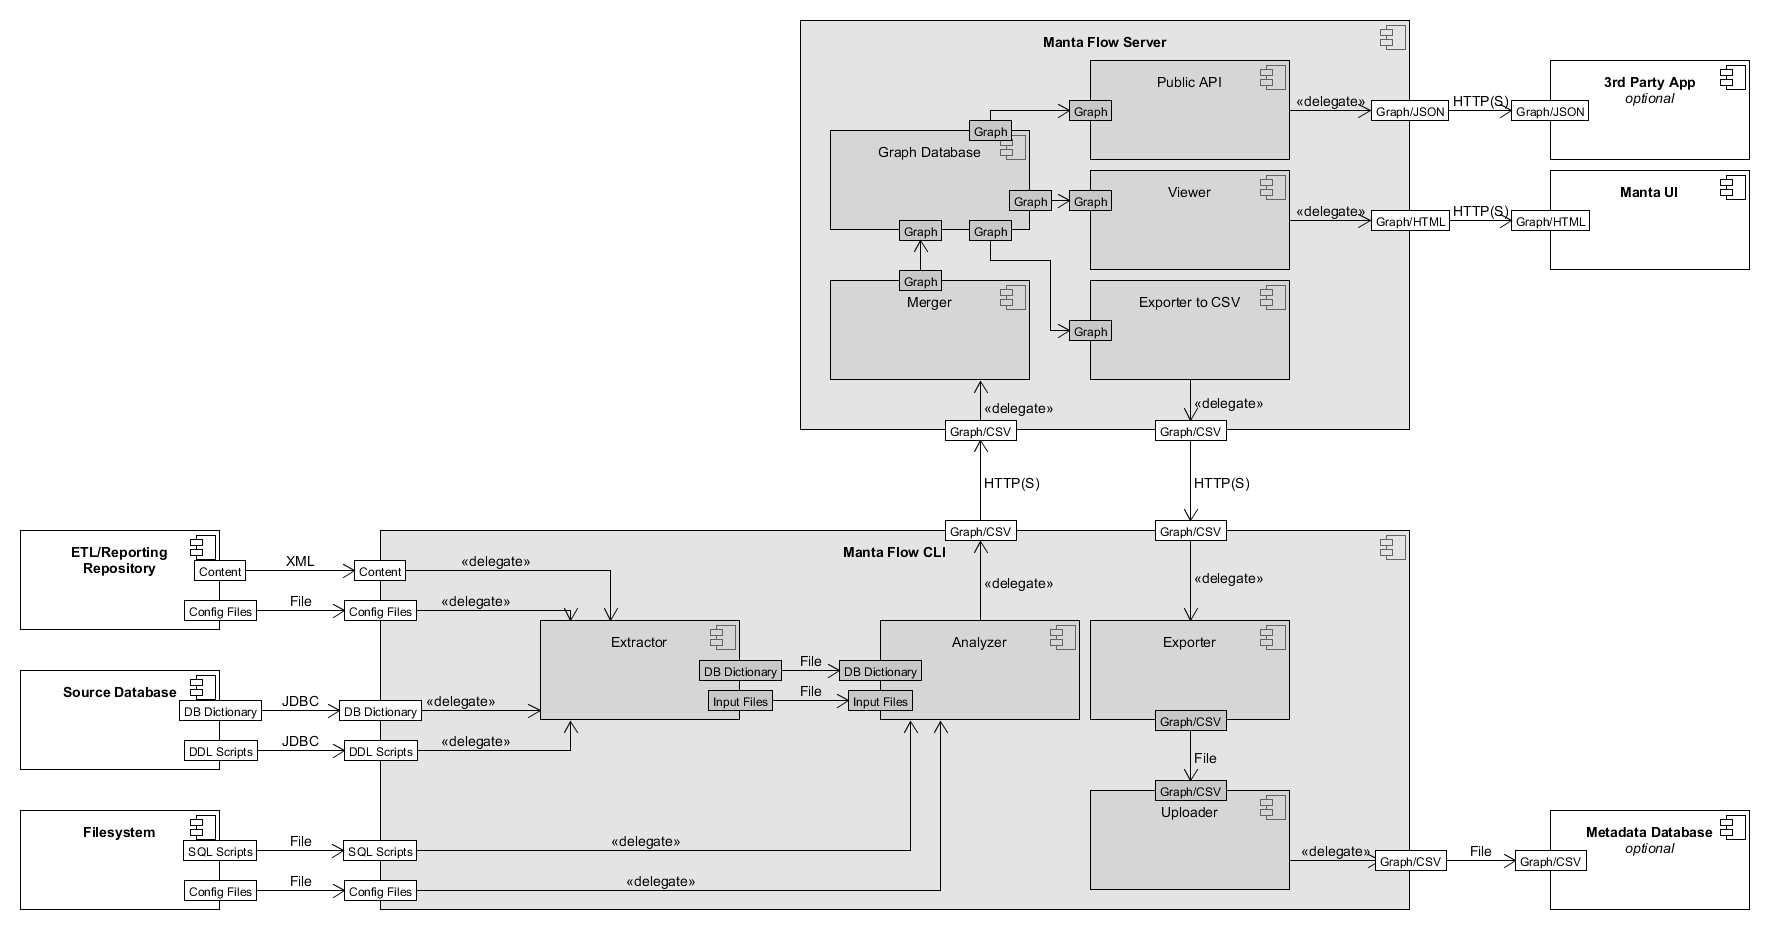 Manta Flow Server
Public API
Graph
«delegate»
Graph/JSON
HTTP(S)
Graph/JSON
3rd Party App
optional
Graph
Graph Database
Graph
Graph
Viewer
«delegate»
Graph/HTML
HTTP(S)
Graph/HTML
Manta UI
Graph
Graph
Graph
Merger
Exporter to CSV
Graph
«delegate»
«delegate»
Graph/CSV
Graph/CSV
HTTP(S)
HTTP(S)
Graph/CSV
Graph/CSV
Manta Flow CLI
ETL/Reporting
Repository
Content
XML
Content
«delegate»
Config Files
File
Config Files
«delegate»
«delegate»
«delegate»
Extractor
Analyzer
Exporter
DB Dictionary
File
DB Dictionary
Input Files
File
Input Files
Source Database
DB Dictionary
JDBC
DB Dictionary
«delegate»
DDL Scripts
JDBC
DDL Scripts
«delegate»
Graph/CSV
File
Graph/CSV
Uploader
Filesystem
SQL Scripts
File
SQL Scripts
«delegate»
Config Files
File
Config Files
«delegate»
«delegate»
Graph/CSV
File
Graph/CSV
Metadata Database
optional